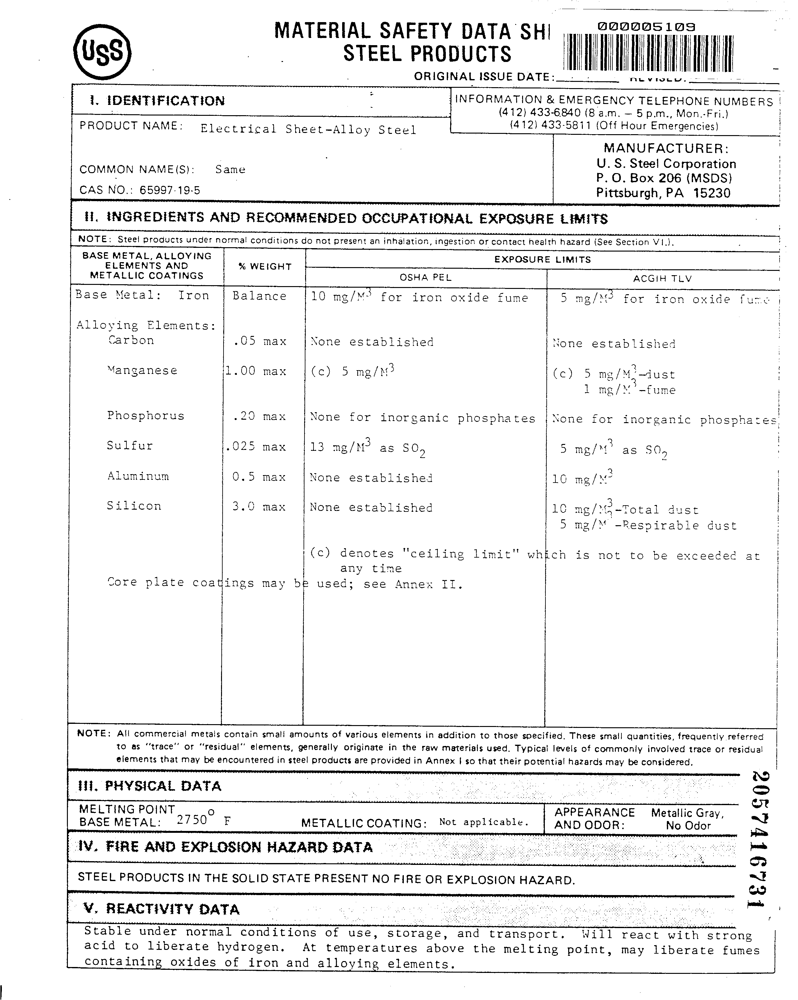 USS
MATERIAL SAFETY DATA SH
STEEL PRODUCTS
000005109
ORIGINAL ISSUE DATE:
REVISED:
I. IDENTIFICATION
INFORMATION & EMERGENCY TELEPHONE NUMBERS
(412) 433-6840 (8 a.m. – 5 p.m., Mon.-Fri.)
(412) 433-5811 (Off Hour Emergencies)
PRODUCT NAME: Electrical Sheet-Alloy Steel
COMMON NAME(S): Same
CAS NO.: 65997-19-5
MANUFACTURER:
U. S. Steel Corporation
P. O. Box 206 (MSDS)
Pittsburgh, PA 15230
II. INGREDIENTS AND RECOMMENDED OCCUPATIONAL EXPOSURE LIMITS
NOTE: Steel products under normal conditions do not present an inhalation, ingestion or contact health hazard (See Section VI.).
BASE METAL, ALLOYING
ELEMENTS AND
METALLIC COATINGS
% WEIGHT
EXPOSURE LIMITS
OSHA PEL
ACGIH TLV
Base Metal: Iron Balance 10 mg/M3 for iron oxide fume 5 mg/M3 for iron oxide fume
Alloying Elements:
Carbon .05 max None established None established
Manganese 1.00 max (c) 5 mg/M3 (c) 5 mg/M3-dust
1 mg/M3-fume
Phosphorus .20 max None for inorganic phosphates None for inorganic phosphates
Sulfur .025 max 13 mg/M3 as SO2 5 mg/M3 as SO2
Aluminum 0.5 max None established 10 mg/M3
Silicon 3.0 max None established 10 mg/M3-Total dust
5 mg/M3-Respirable dust
(c) denotes "ceiling limit" which is not to be exceeded at
any time
Core plate coatings may be used; see Annex II.
NOTE: All commercial metals contain small amounts of various elements in addition to those specified. These small quantities, frequently referred
to as "trace" or "residual" elements, generally originate in the raw materials used. Typical levels of commonly involved trace or residual
elements that may be encountered in steel products are provided in Annex I so that their potential hazards may be considered.
III. PHYSICAL DATA
MELTING POINT
BASE METAL: 2750° F
METALLIC COATING: Not applicable.
APPEARANCE
AND ODOR:
Metallic Gray,
No Odor
IV. FIRE AND EXPLOSION HAZARD DATA
STEEL PRODUCTS IN THE SOLID STATE PRESENT NO FIRE OR EXPLOSION HAZARD.
V. REACTIVITY DATA
Stable under normal conditions of use, storage, and transport. Will react with strong
acid to liberate hydrogen. At temperatures above the melting point, may liberate fumes
containing oxides of iron and alloying elements.
2057416731